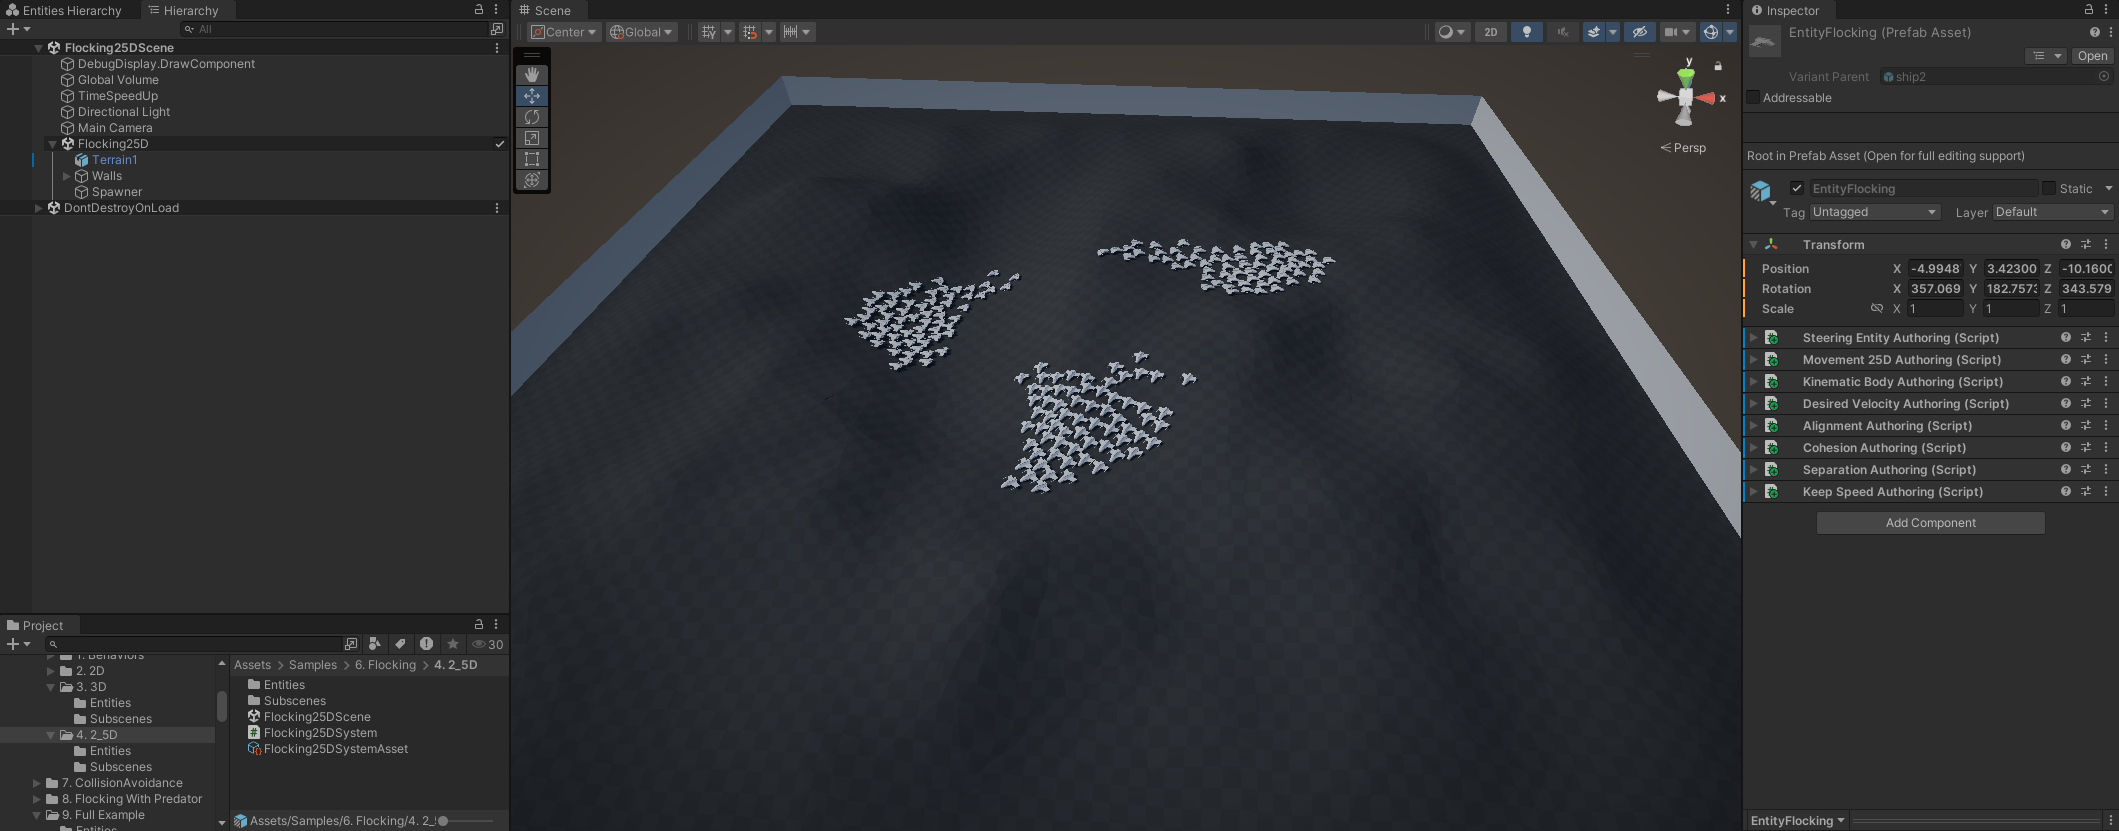 Entities Hierarchy
Hierarchy
All
Flocking25DScene
DebugDisplay.DrawComponent
Global Volume
TimeSpeedUp
Directional Light
Main Camera
Flocking25D
Terrain1
Walls
Spawner
DontDestroyOnLoad
Project
30
1. Behaviors
2. 2D
3. 3D
Entities
Subscenes
4. 2_5D
Entities
Subscenes
7. CollisionAvoidance
8. Flocking With Predator
9. Full Example
Entities
Assets > Samples > 6. Flocking > 4. 2_5D
Entities
Subscenes
Flocking25DScene
Flocking25DSystem
Flocking25DSystemAsset
Assets/Samples/6. Flocking/4. 2_
Scene
Center
Global
2D
y
x
Persp
Inspector
EntityFlocking (Prefab Asset)
Open
Variant Parent ship2
Addressable
Root in Prefab Asset (Open for full editing support)
EntityFlocking Static
Tag Untagged Layer Default
Transform
Position X -4.9948 Y 3.42300 Z -10.1600
Rotation X 357.069 Y 182.7573 Z 343.579
Scale X 1 Y 1 Z 1
Steering Entity Authoring (Script)
Movement 25D Authoring (Script)
Kinematic Body Authoring (Script)
Desired Velocity Authoring (Script)
Alignment Authoring (Script)
Cohesion Authoring (Script)
Separation Authoring (Script)
Keep Speed Authoring (Script)
Add Component
EntityFlocking